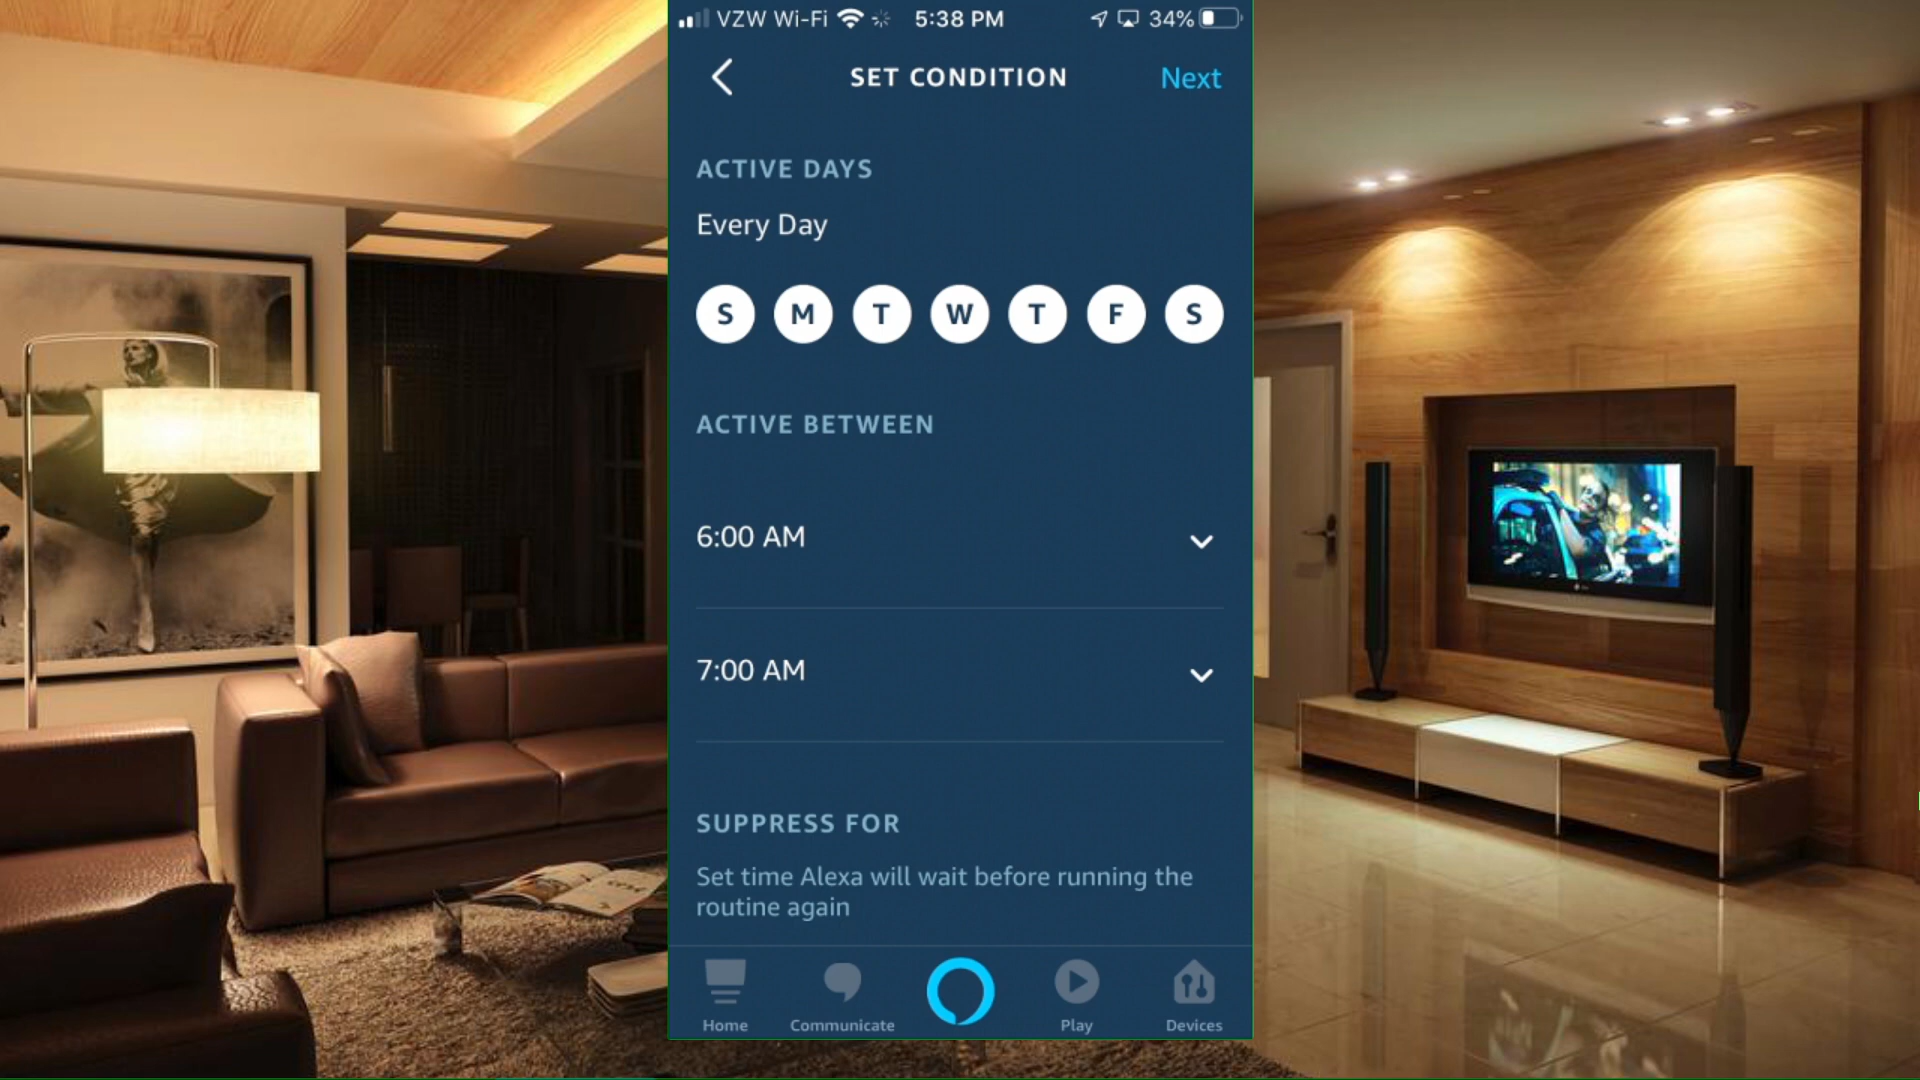 VZW Wi-Fi 5:38 PM 34%
SET CONDITION Next
ACTIVE DAYS
Every Day
S M T W T F S
ACTIVE BETWEEN
6:00 AM
7:00 AM
SUPPRESS FOR
Set time Alexa will wait before running the
routine again
Home Communicate Play Devices